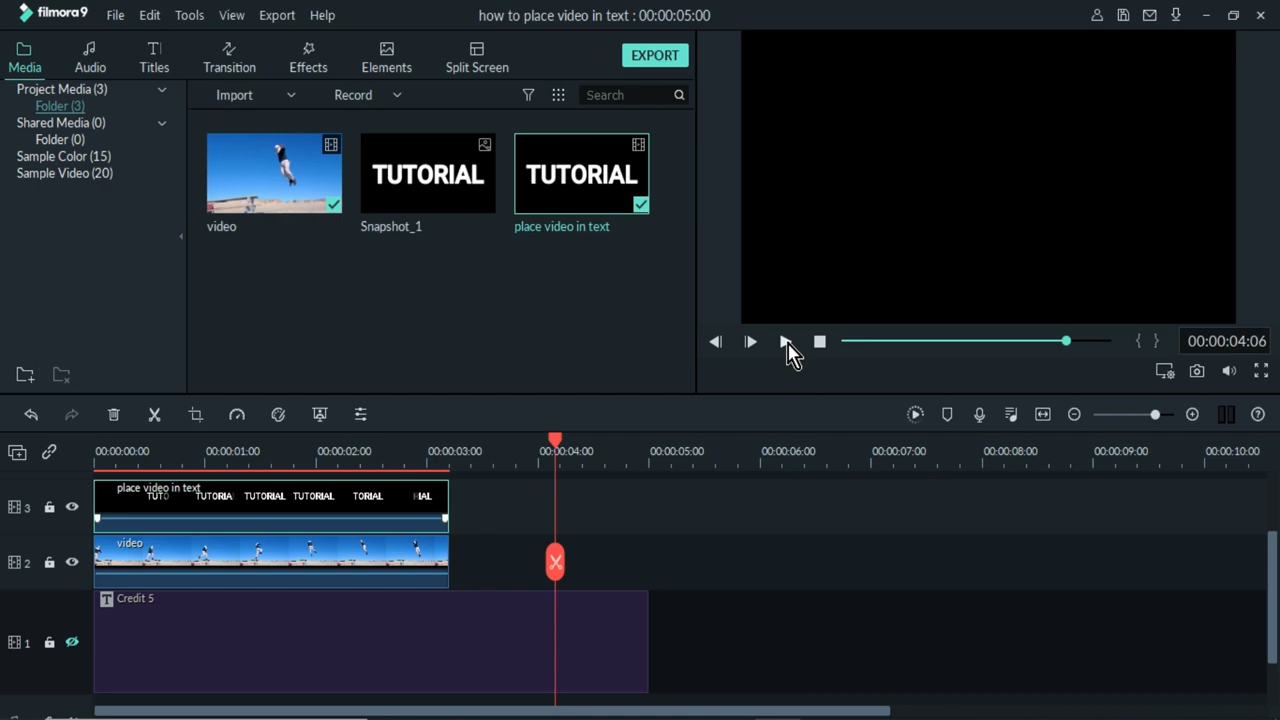 filmora9 File Edit Tools View Export Help how to place video in text : 00:00:05:00
Media Audio Titles Transition Effects Elements Split Screen EXPORT
Project Media (3)
Folder (3)
Shared Media (0)
Folder (0)
Sample Color (15)
Sample Video (20)
Import Record Search
TUTORIAL TUTORIAL
video Snapshot_1 place video in text
{ } 00:00:04:06
00:00:00:00 00:00:01:00 00:00:02:00 00:00:03:00 00:00:04:00 00:00:05:00 00:00:06:00 00:00:07:00 00:00:08:00 00:00:09:00 00:00:10:00
3 place video in text
TUTO TUTORIA TUTORIAL TUTORIAL TORIAL IAL
2 video
1 T Credit 5